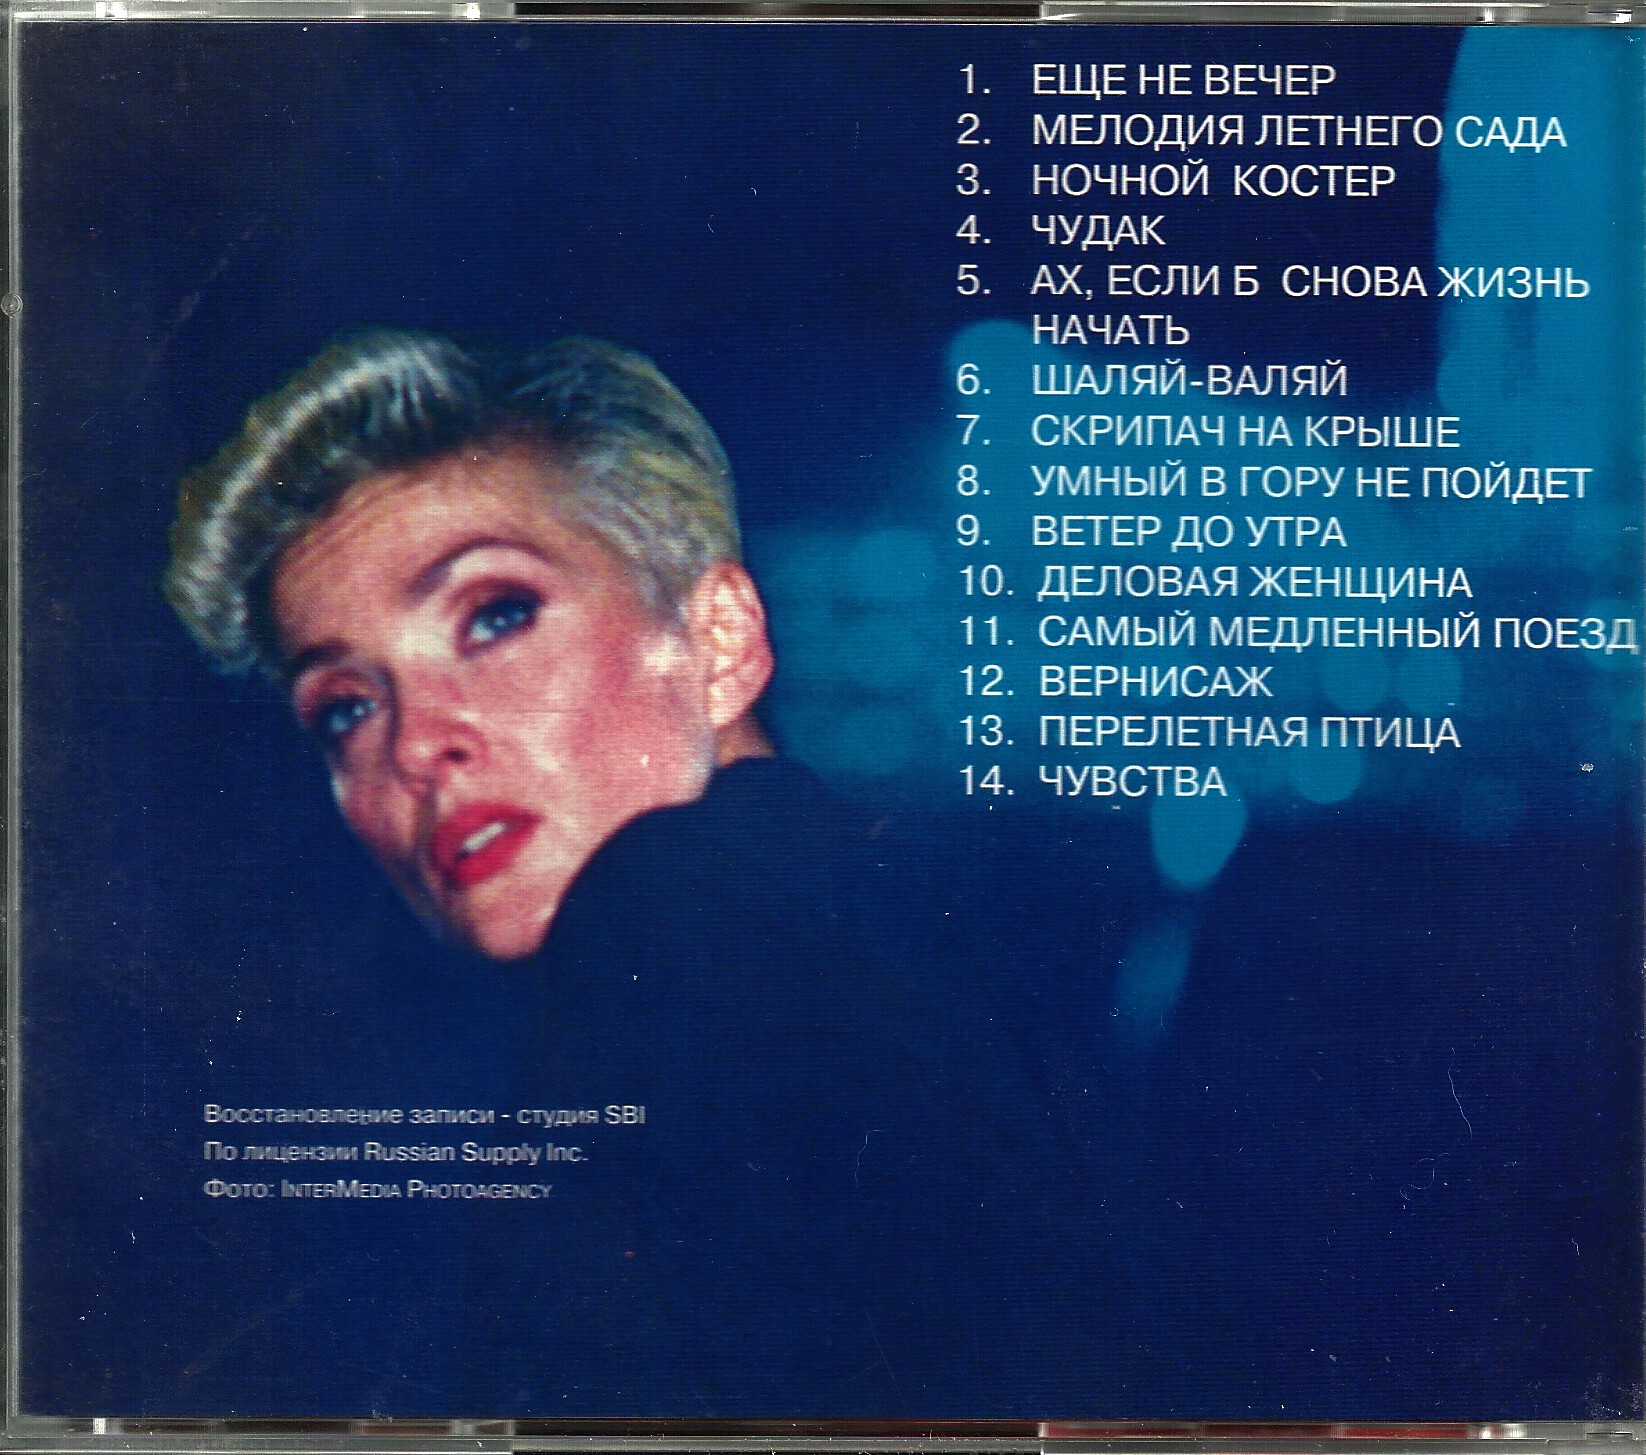 1. ЕЩЕ НЕ ВЕЧЕР
2. МЕЛОДИЯ ЛЕТНЕГО САДА
3. НОЧНОЙ КОСТЕР
4. ЧУДАК
5. АХ, ЕСЛИ Б СНОВА ЖИЗНЬ
НАЧАТЬ
6. ШАЛЯЙ-ВАЛЯЙ
7. СКРИПАЧ НА КРЫШЕ
8. УМНЫЙ В ГОРУ НЕ ПОЙДЕТ
9. ВЕТЕР ДО УТРА
10. ДЕЛОВАЯ ЖЕНЩИНА
11. САМЫЙ МЕДЛЕННЫЙ ПОЕЗД
12. ВЕРНИСАЖ
13. ПЕРЕЛЕТНАЯ ПТИЦА
14. ЧУВСТВА
Восстановление записи - студия SBI
По лицензии Russian Supply Inc.
Фото: INTERMEDIA PHOTOAGENCY